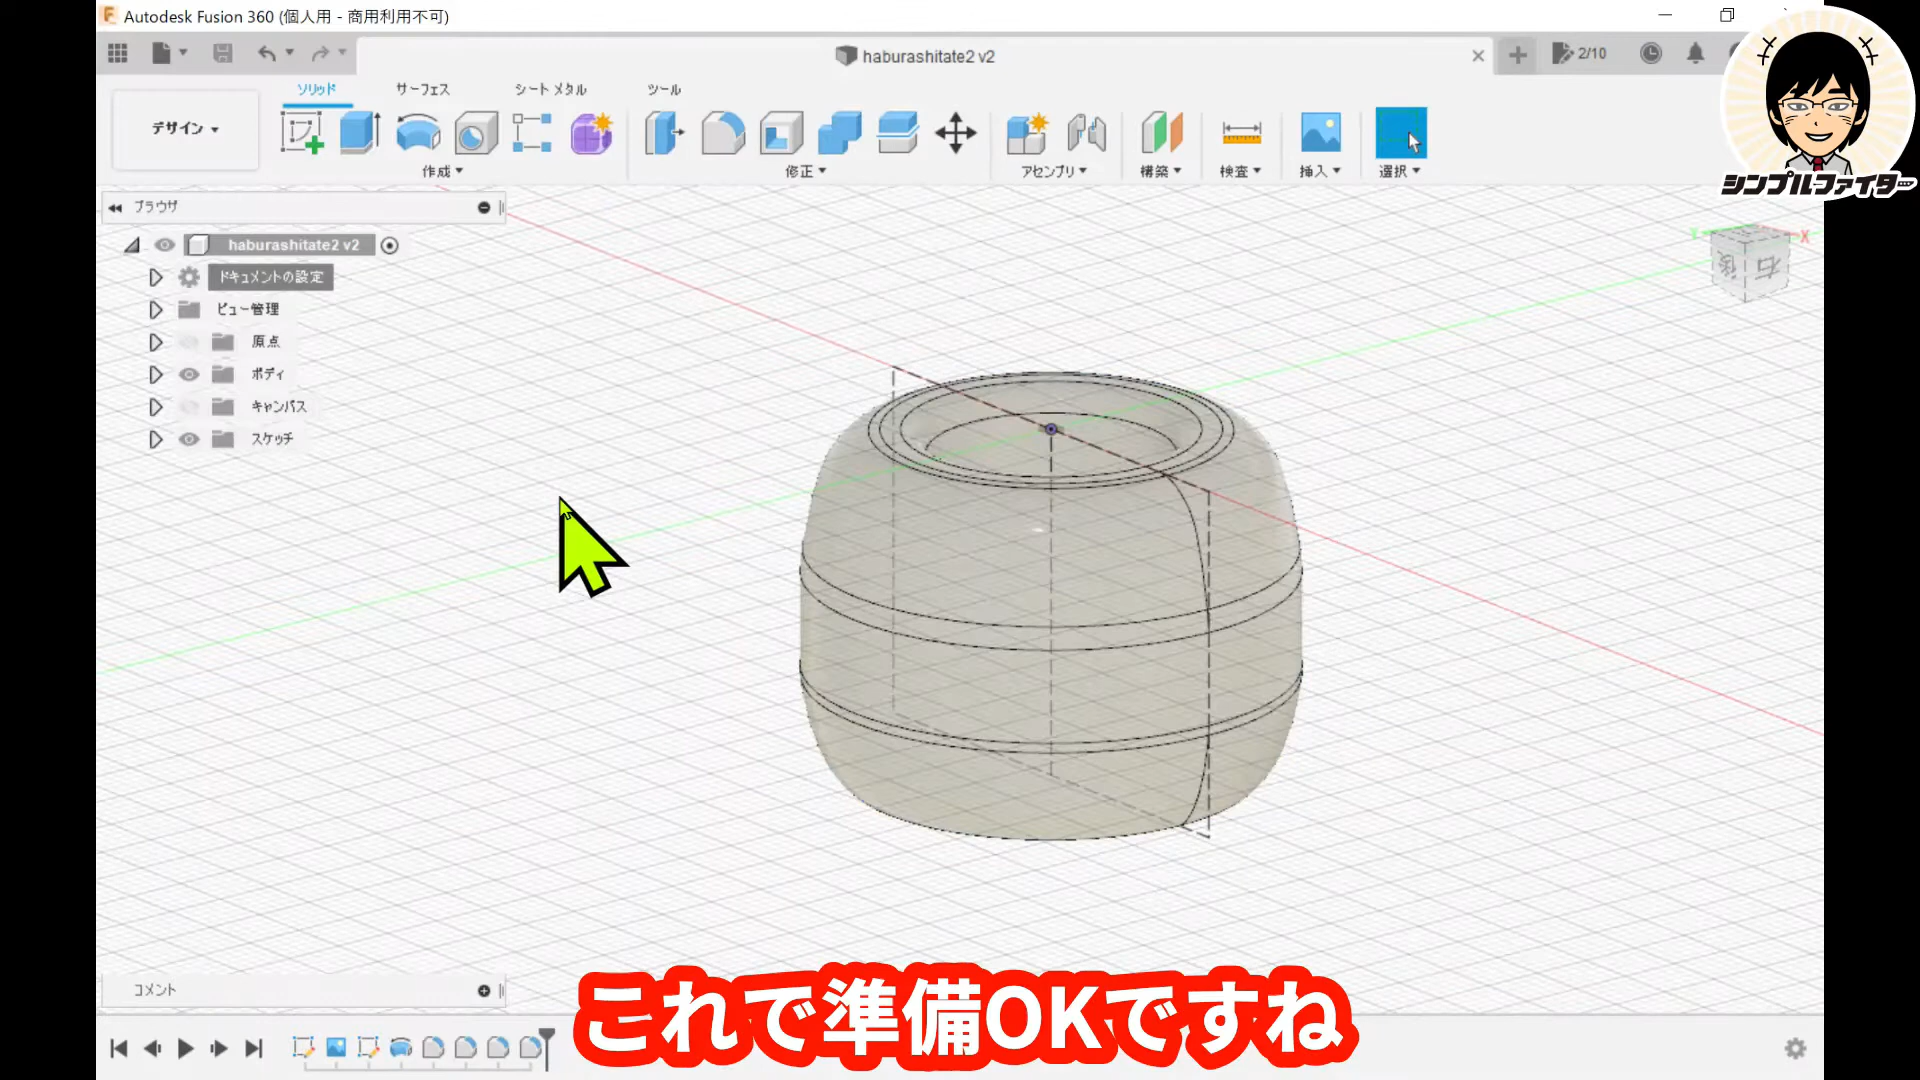 Autodesk Fusion 360 (個人用 - 商用利用不可)
haburashitate2 v2
2/10
ソリッド サーフェス シート メタル ツール
デザイン
作成 修正 アセンブリ 構築 検査 挿入 選択
シンプルファイター
ブラウザ
haburashitate2 v2
ドキュメントの設定
ビュー管理
原点
ボディ
キャンバス
スケッチ
Y X
後 右
コメント
これで準備OKですね